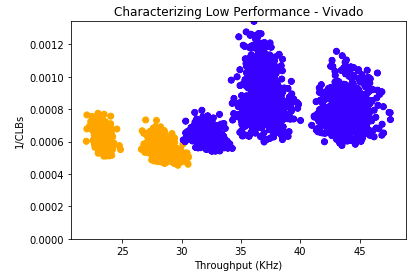 Characterizing Low Performance - Vivado
0.0012
0.0010
0.0008
0.0006
0.0004
0.0002
0.0000
1/CLBs
25 30 35 40 45
Throughput (KHz)